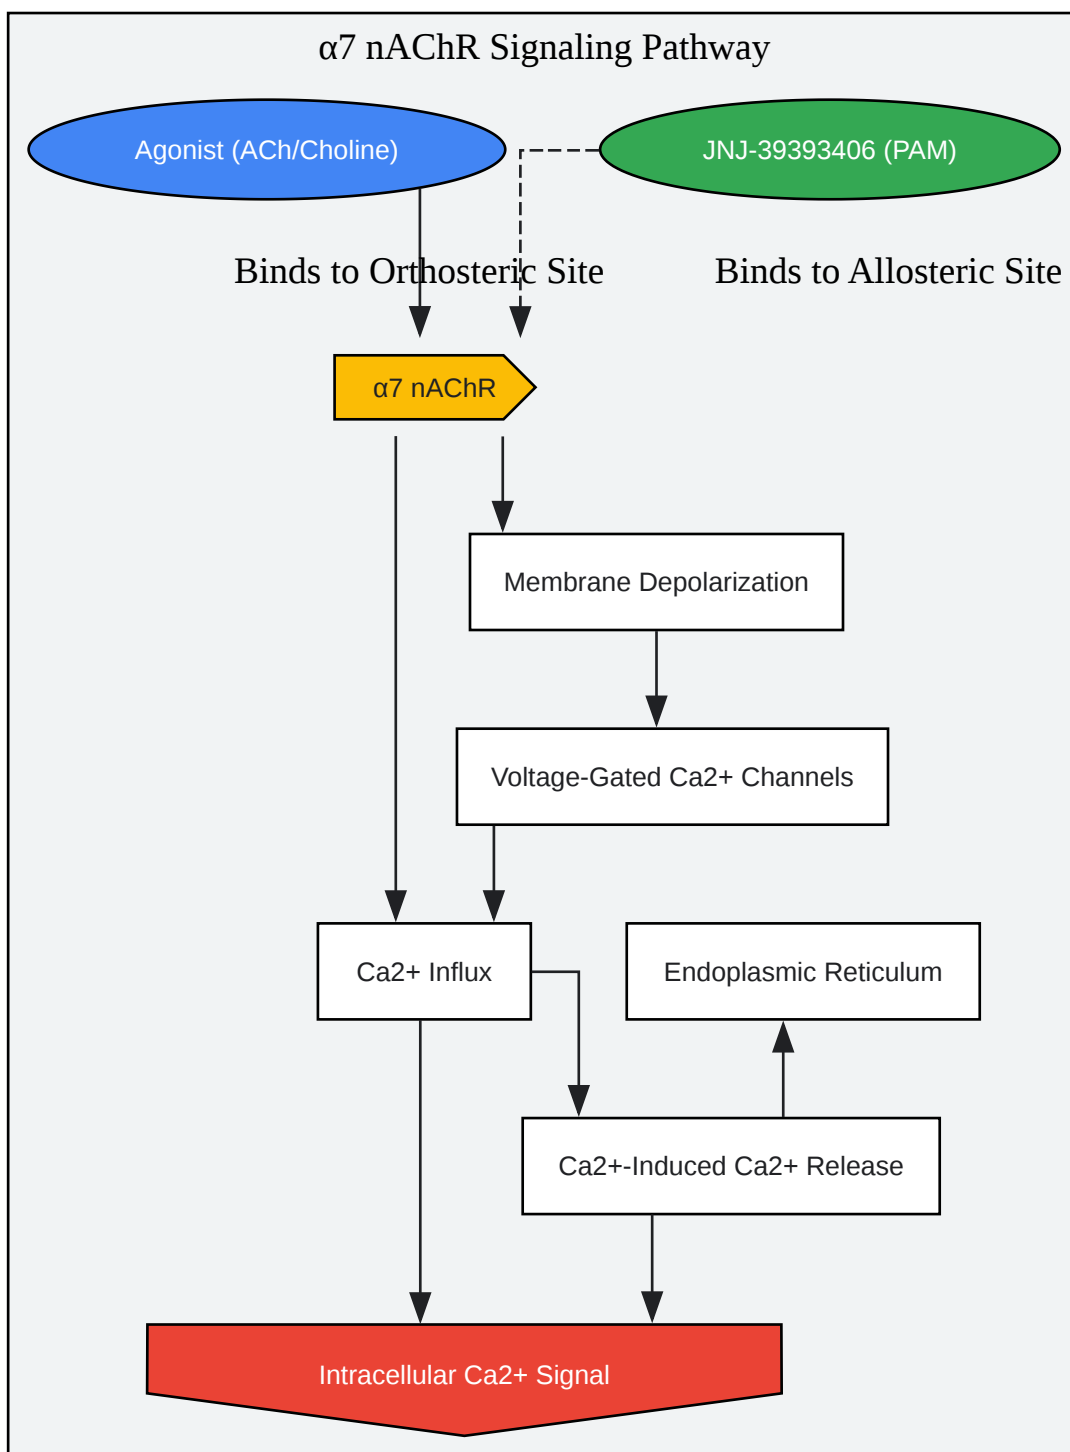 α7 nAChR Signaling Pathway
Agonist (ACh/Choline)
JNJ-39393406 (PAM)
Binds to Orthosteric Site
Binds to Allosteric Site
α7 nAChR
Membrane Depolarization
Voltage-Gated Ca2+ Channels
Ca2+ Influx
Endoplasmic Reticulum
Ca2+-Induced Ca2+ Release
Intracellular Ca2+ Signal